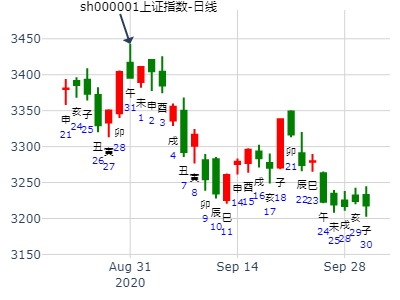 sh000001上证指数-日线
3450
3400
3350
3300
3250
3200
3150
申 21
亥 24
子 25
丑 26
寅 27
卯 28
午 31
未 1
申 2
酉 3
戌 4
丑 7
寅 8
卯 9
辰 10
巳 11
申 14
酉 15
戌 16
亥 17
子 18
卯 21
辰 22
巳 23
午 24
未 25
戌 28
亥 29
子 30
Aug 31
2020
Sep 14
Sep 28